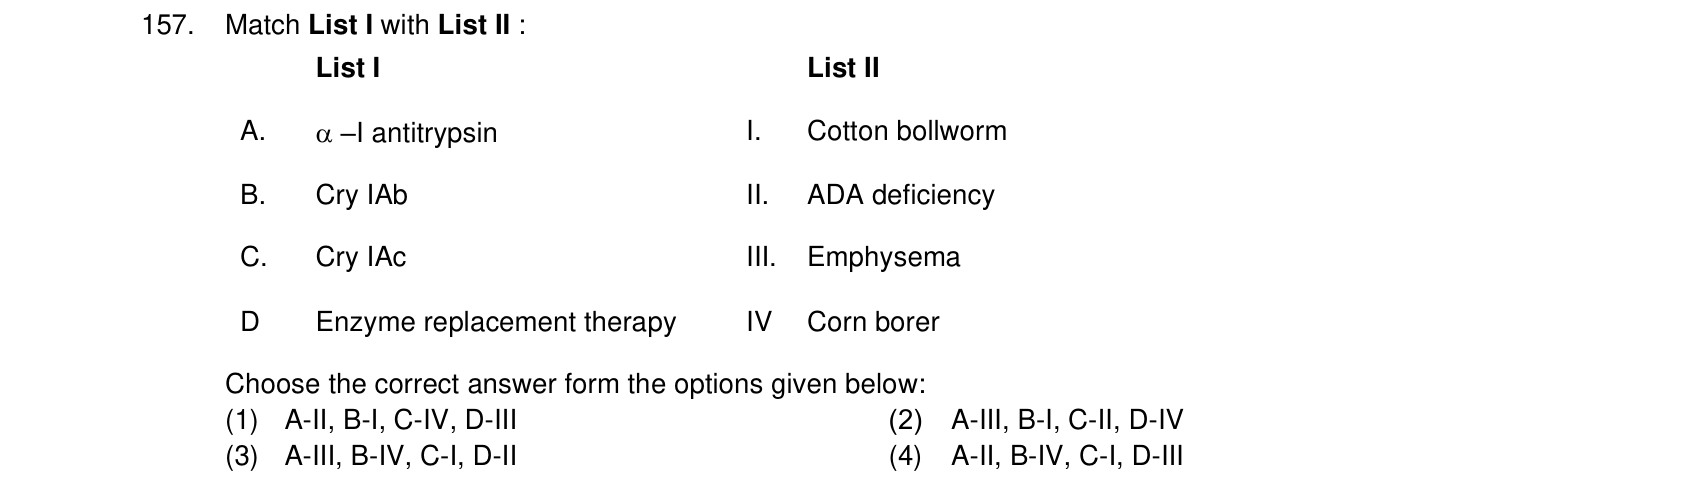 157. Match List I with List II :
List I List II
A. α –I antitrypsin I. Cotton bollworm
B. Cry IAb II. ADA deficiency
C. Cry IAc III. Emphysema
D Enzyme replacement therapy IV Corn borer
Choose the correct answer form the options given below:
(1) A-II, B-I, C-IV, D-III (2) A-III, B-I, C-II, D-IV
(3) A-III, B-IV, C-I, D-II (4) A-II, B-IV, C-I, D-III